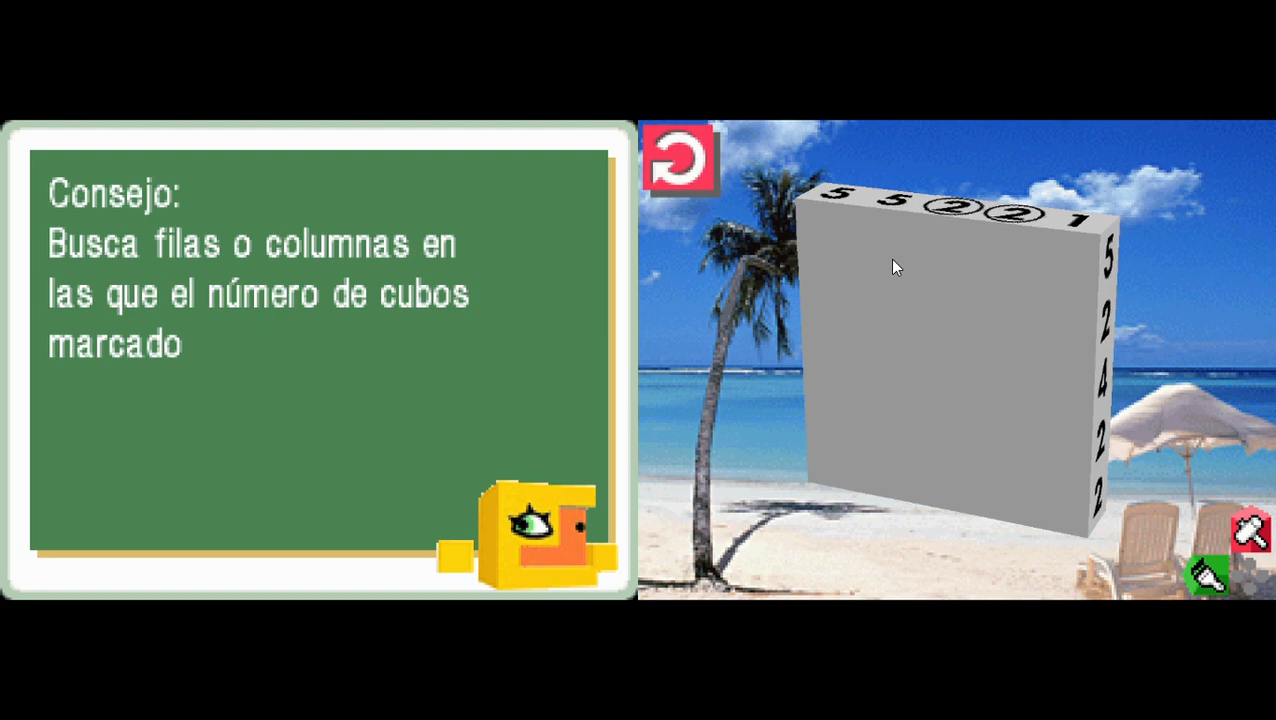 Consejo:
Busca filas o columnas en
las que el número de cubos
marcado
5 5 2 2 1
5
2
4
2
2